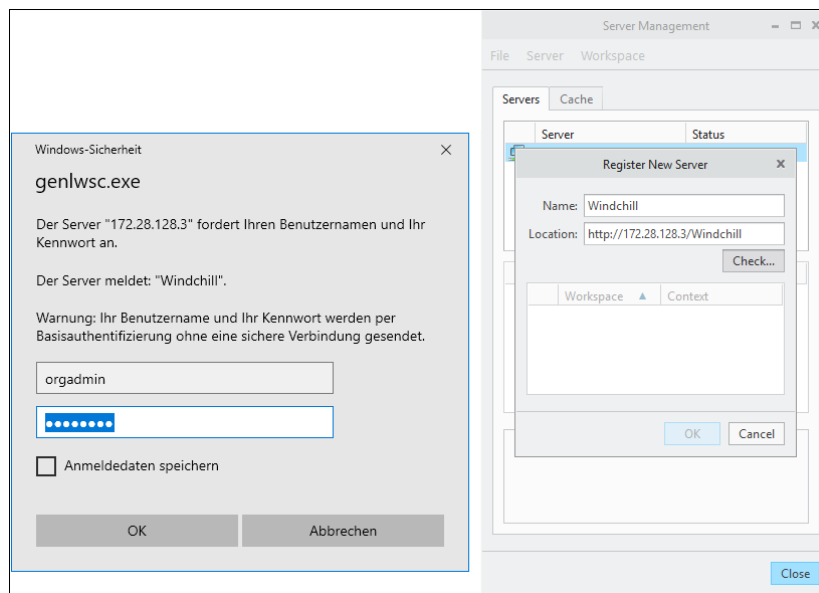 Windows-Sicherheit
genlwsc.exe
Der Server "172.28.128.3" fordert Ihren Benutzernamen und Ihr
Kennwort an.
Der Server meldet: "Windchill".
Warnung: Ihr Benutzername und Ihr Kennwort werden per
Basisauthentifizierung ohne eine sichere Verbindung gesendet.
orgadmin
Anmeldedaten speichern
OK Abbrechen
Server Management
File Server Workspace
Servers Cache
Server Status
Register New Server
Name: Windchill
Location: http://172.28.128.3/Windchill
Check...
Workspace Context
OK Cancel
Close